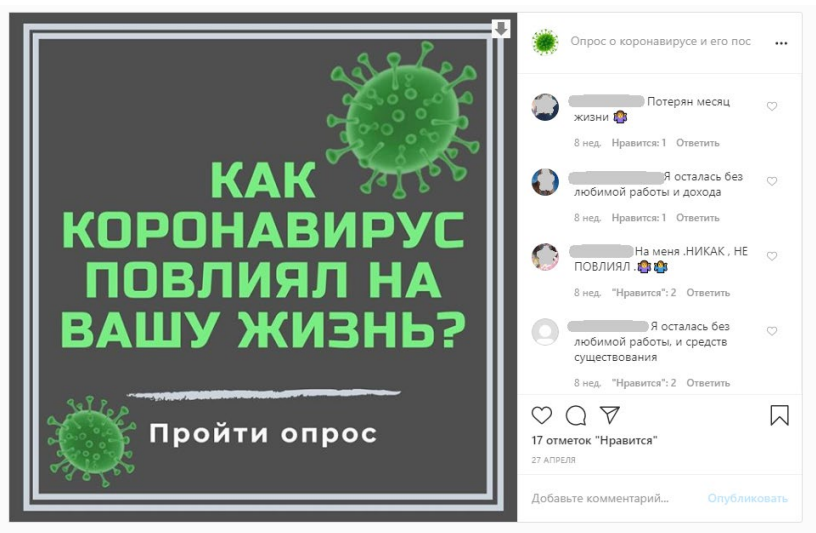 КАК
КОРОНАВИРУС
ПОВЛИЯЛ НА
ВАШУ ЖИЗНЬ?
Пройти опрос
Опрос о коронавирусе и его пос
Потерян месяц
жизни
8 нед. Нравится: 1 Ответить
Я осталась без
любимой работы и дохода
8 нед. Нравится: 1 Ответить
На меня .НИКАК , НЕ
ПОВЛИЯЛ .
8 нед. "Нравится": 2 Ответить
Я осталась без
любимой работы, и средств
существования
8 нед. "Нравится": 2 Ответить
17 отметок "Нравится"
27 АПРЕЛЯ
Добавьте комментарий... Опубликовать